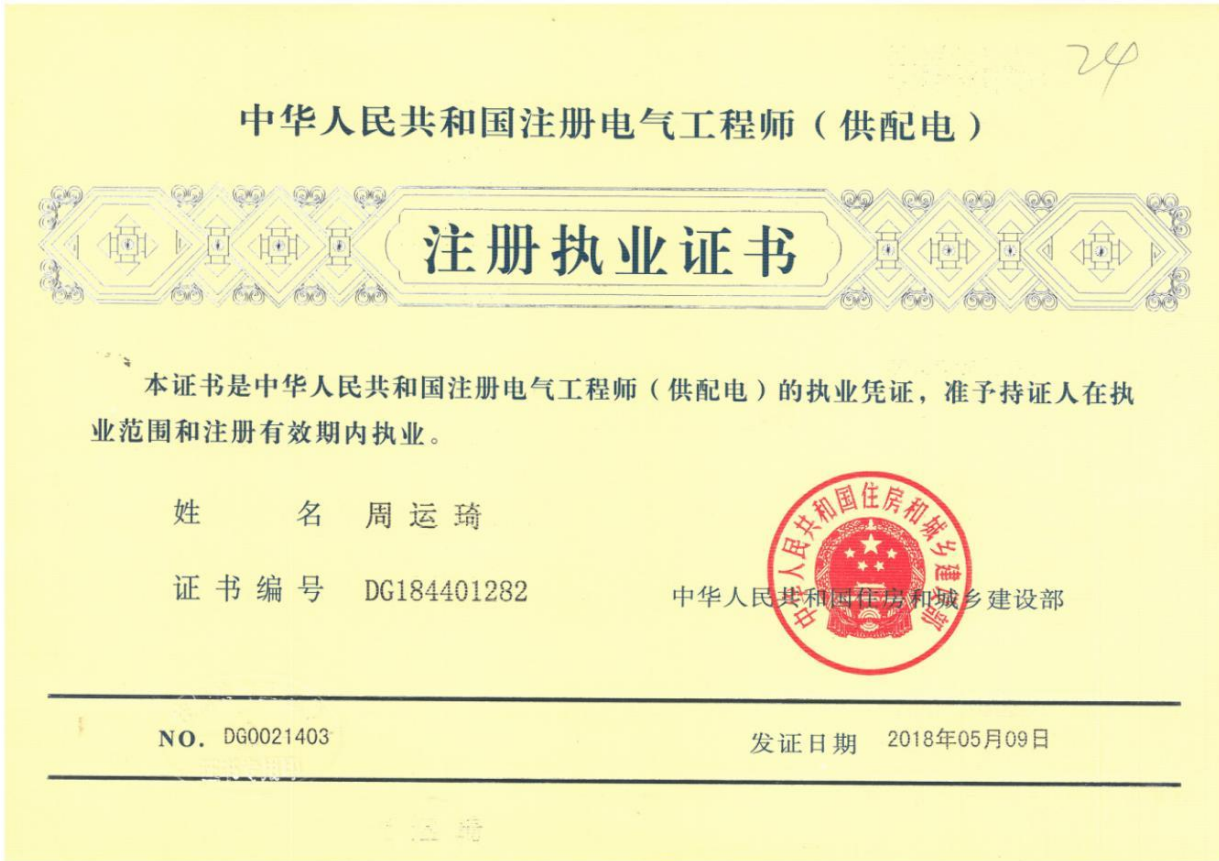 24
中华人民共和国注册电气工程师（供配电）
注册执业证书
本证书是中华人民共和国注册电气工程师（供配电）的执业凭证，准予持证人在执
业范围和注册有效期内执业。
姓 名 周运琦
证书编号 DG184401282
中华人民共和国住房和城乡建设部
中华人民共和国住房和城乡建设部
NO. DG0021403
发证日期 2018年05月09日